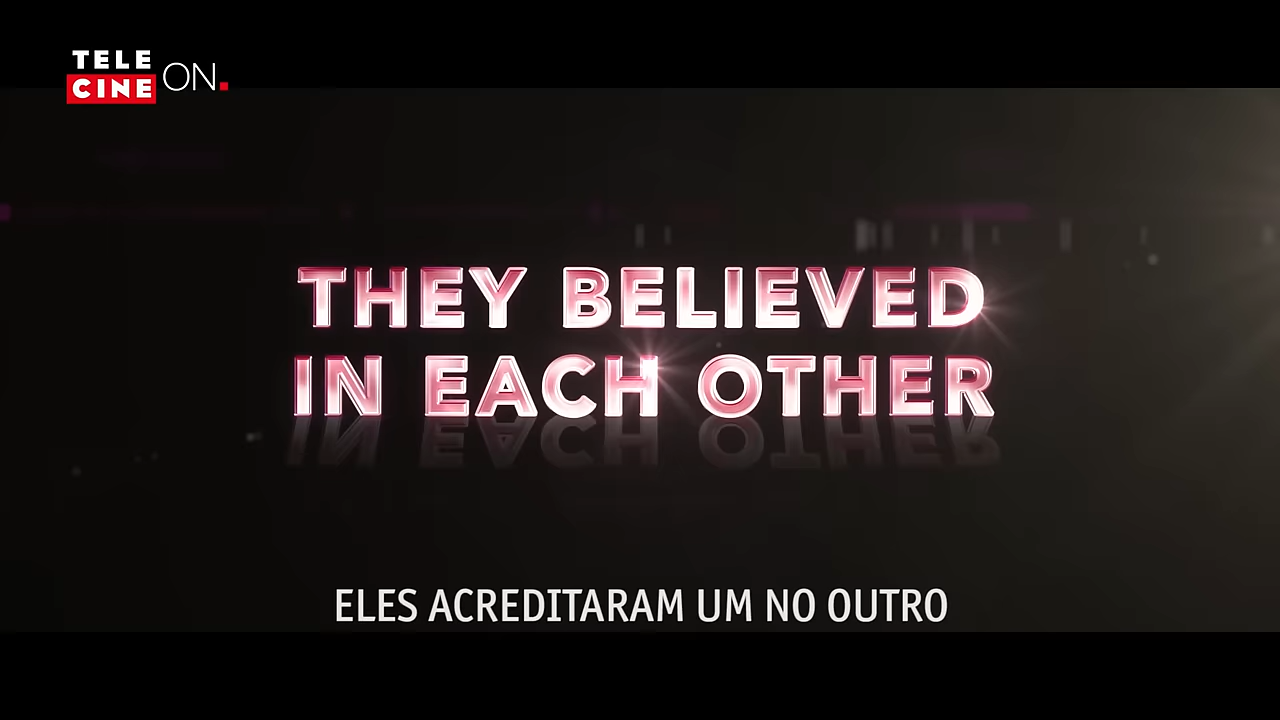 TELE
CINE ON.
THEY BELIEVED
IN EACH OTHER
ELES ACREDITARAM UM NO OUTRO